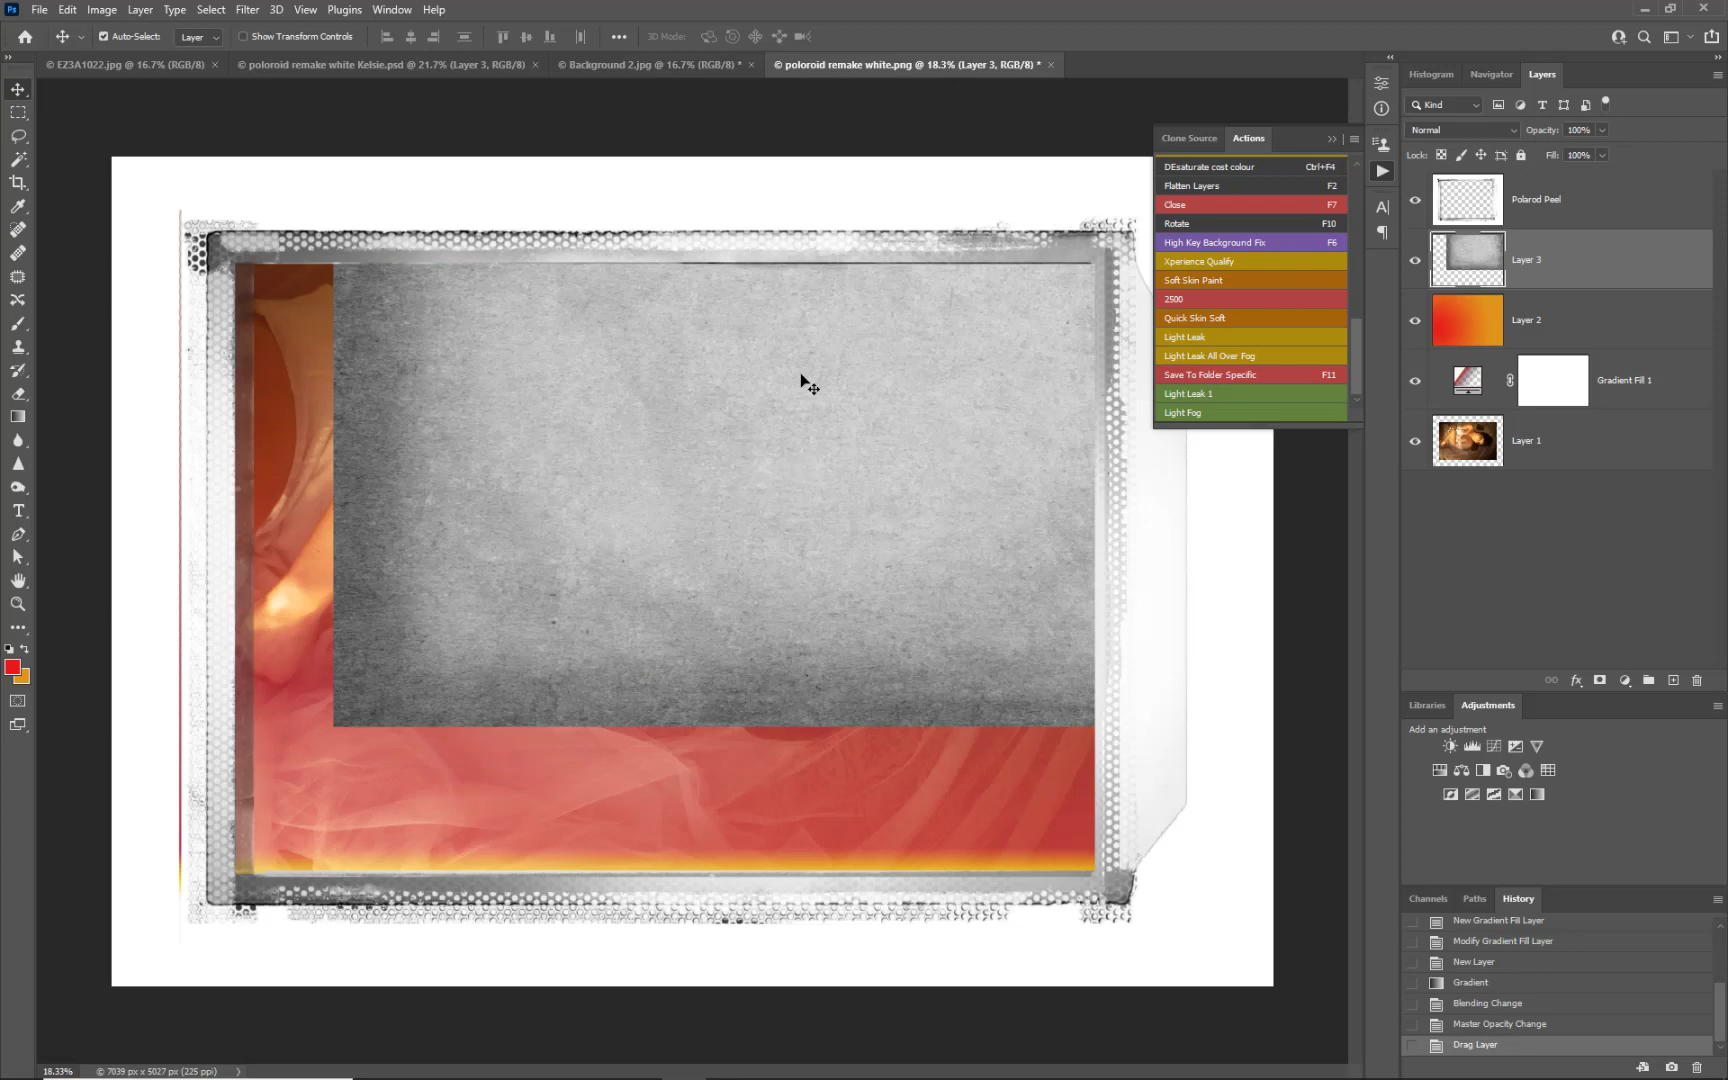 Ps File Edit Image Layer Type Select Filter 3D View Plugins Window Help
Auto-Select: Layer Show Transform Controls 3D Mode:
© EZ3A1022.jpg @ 16.7% (RGB/8) × © poloroid remake white Kelsie.psd @ 21.7% (Layer 3, RGB/8) × © Background 2.jpg @ 16.7% (RGB/8) * × © poloroid remake white.png @ 18.3% (Layer 3, RGB/8) * ×
Histogram Navigator Layers
Kind
Normal Opacity: 100%
Lock: Fill: 100%
Polarod Peel
Layer 3
Layer 2
Gradient Fill 1
Layer 1
Clone Source Actions
DEsaturate cost colour Ctrl+F4
Flatten Layers F2
Close F7
Rotate F10
High Key Background Fix F6
Xperience Qualify
Soft Skin Paint
2500
Quick Skin Soft
Light Leak
Light Leak All Over Fog
Save To Folder Specific F11
Light Leak 1
Light Fog
Libraries Adjustments
Add an adjustment
Channels Paths History
New Gradient Fill Layer
Modify Gradient Fill Layer
New Layer
Gradient
Blending Change
Master Opacity Change
Drag Layer
18.33% © 7039 px x 5027 px (225 ppi)